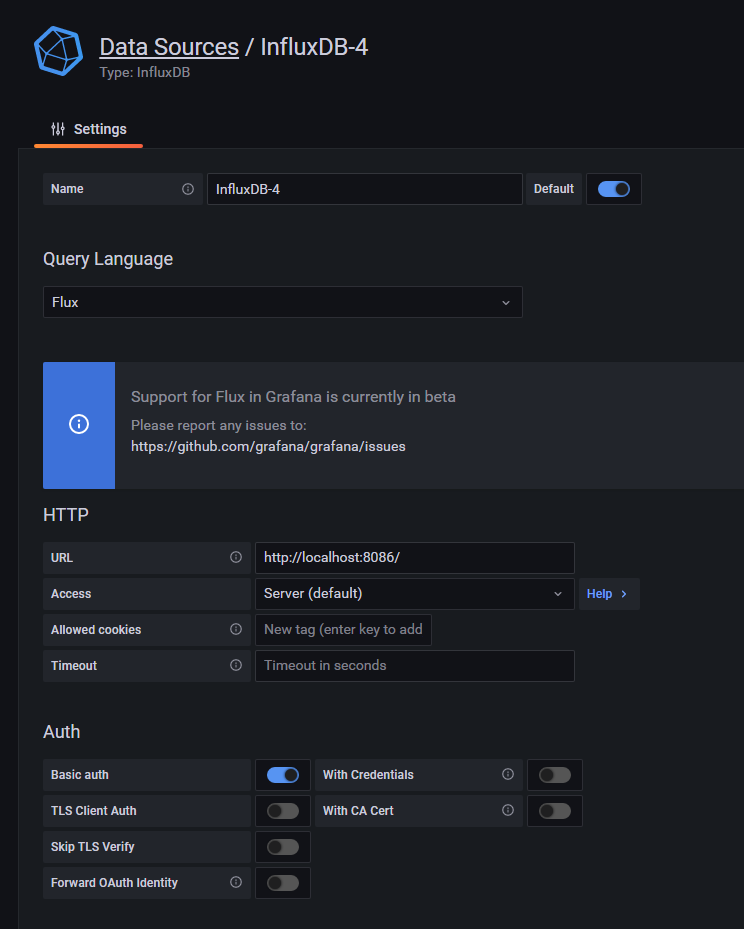 Data Sources / InfluxDB-4
Type: InfluxDB
Settings
Name InfluxDB-4 Default
Query Language
Flux
Support for Flux in Grafana is currently in beta
Please report any issues to:
https://github.com/grafana/grafana/issues
HTTP
URL http://localhost:8086/
Access Server (default) Help
Allowed cookies New tag (enter key to add
Timeout Timeout in seconds
Auth
Basic auth With Credentials
TLS Client Auth With CA Cert
Skip TLS Verify
Forward OAuth Identity